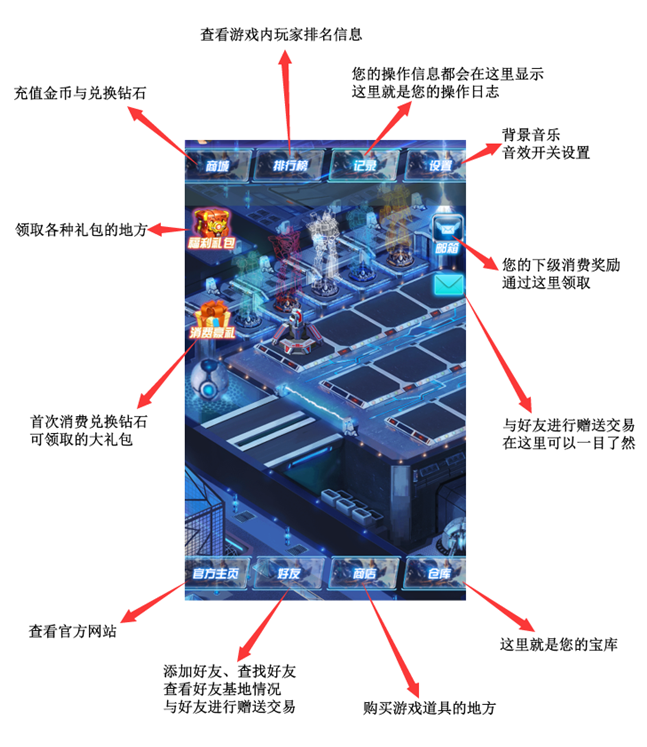 查看游戏内玩家排名信息
您的操作信息都会在这里显示
这里就是您的操作日志
充值金币与兑换钻石
背景音乐
音效开关设置
商城
排行榜
记录
设置
领取各种礼包的地方
福利礼包
邮箱
您的下级消费奖励
通过这里领取
消费豪礼
首次消费兑换钻石
可领取的大礼包
与好友进行赠送交易
在这里可以一目了然
官方主页
好友
商店
仓库
查看官方网站
这里就是您的宝库
添加好友、查找好友
查看好友基地情况
与好友进行赠送交易
购买游戏道具的地方